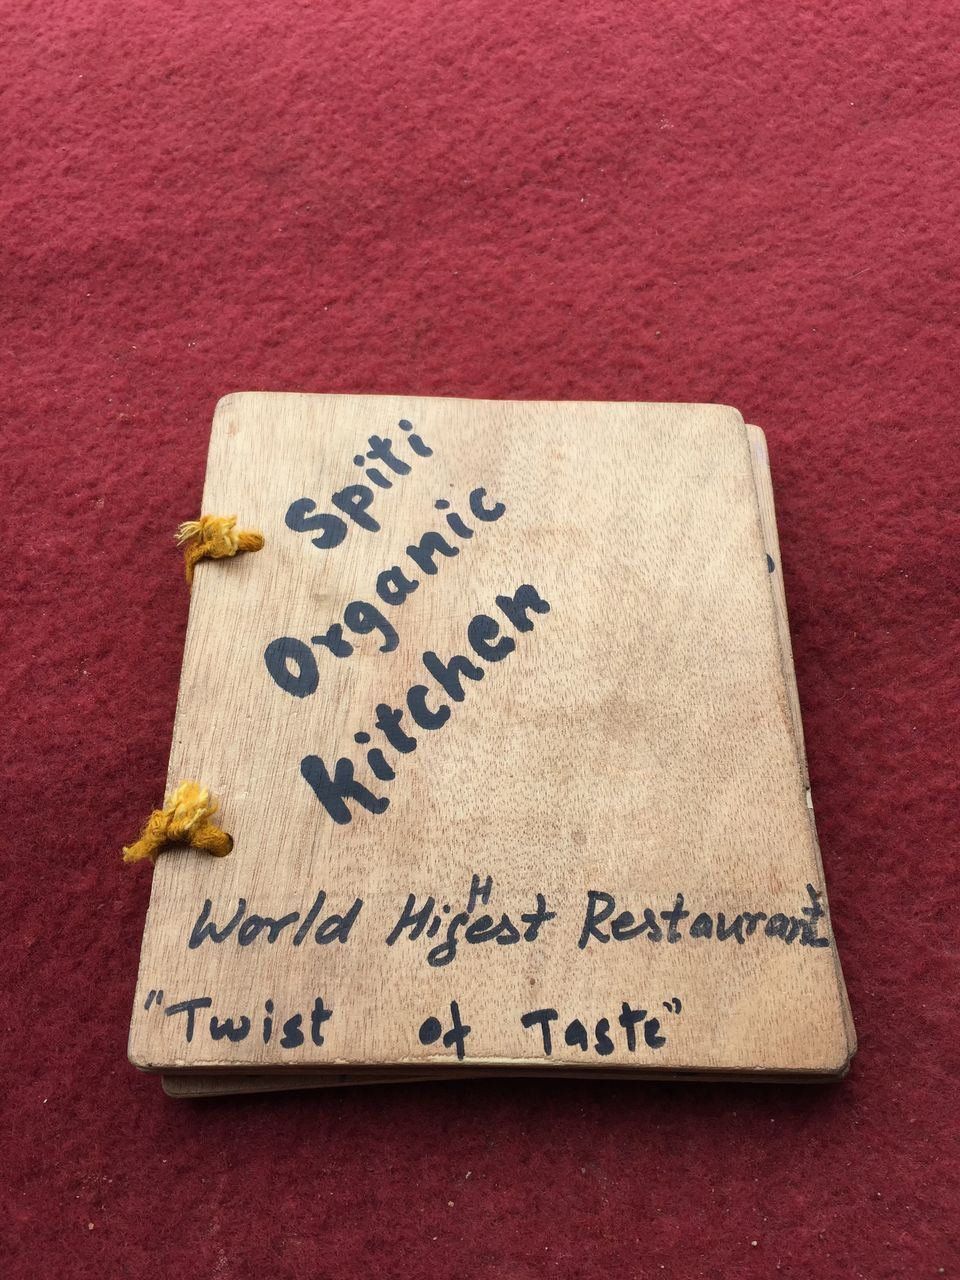 Spiti
Organic
Kitchen
World HigHest Restaurant
"Twist of Taste"